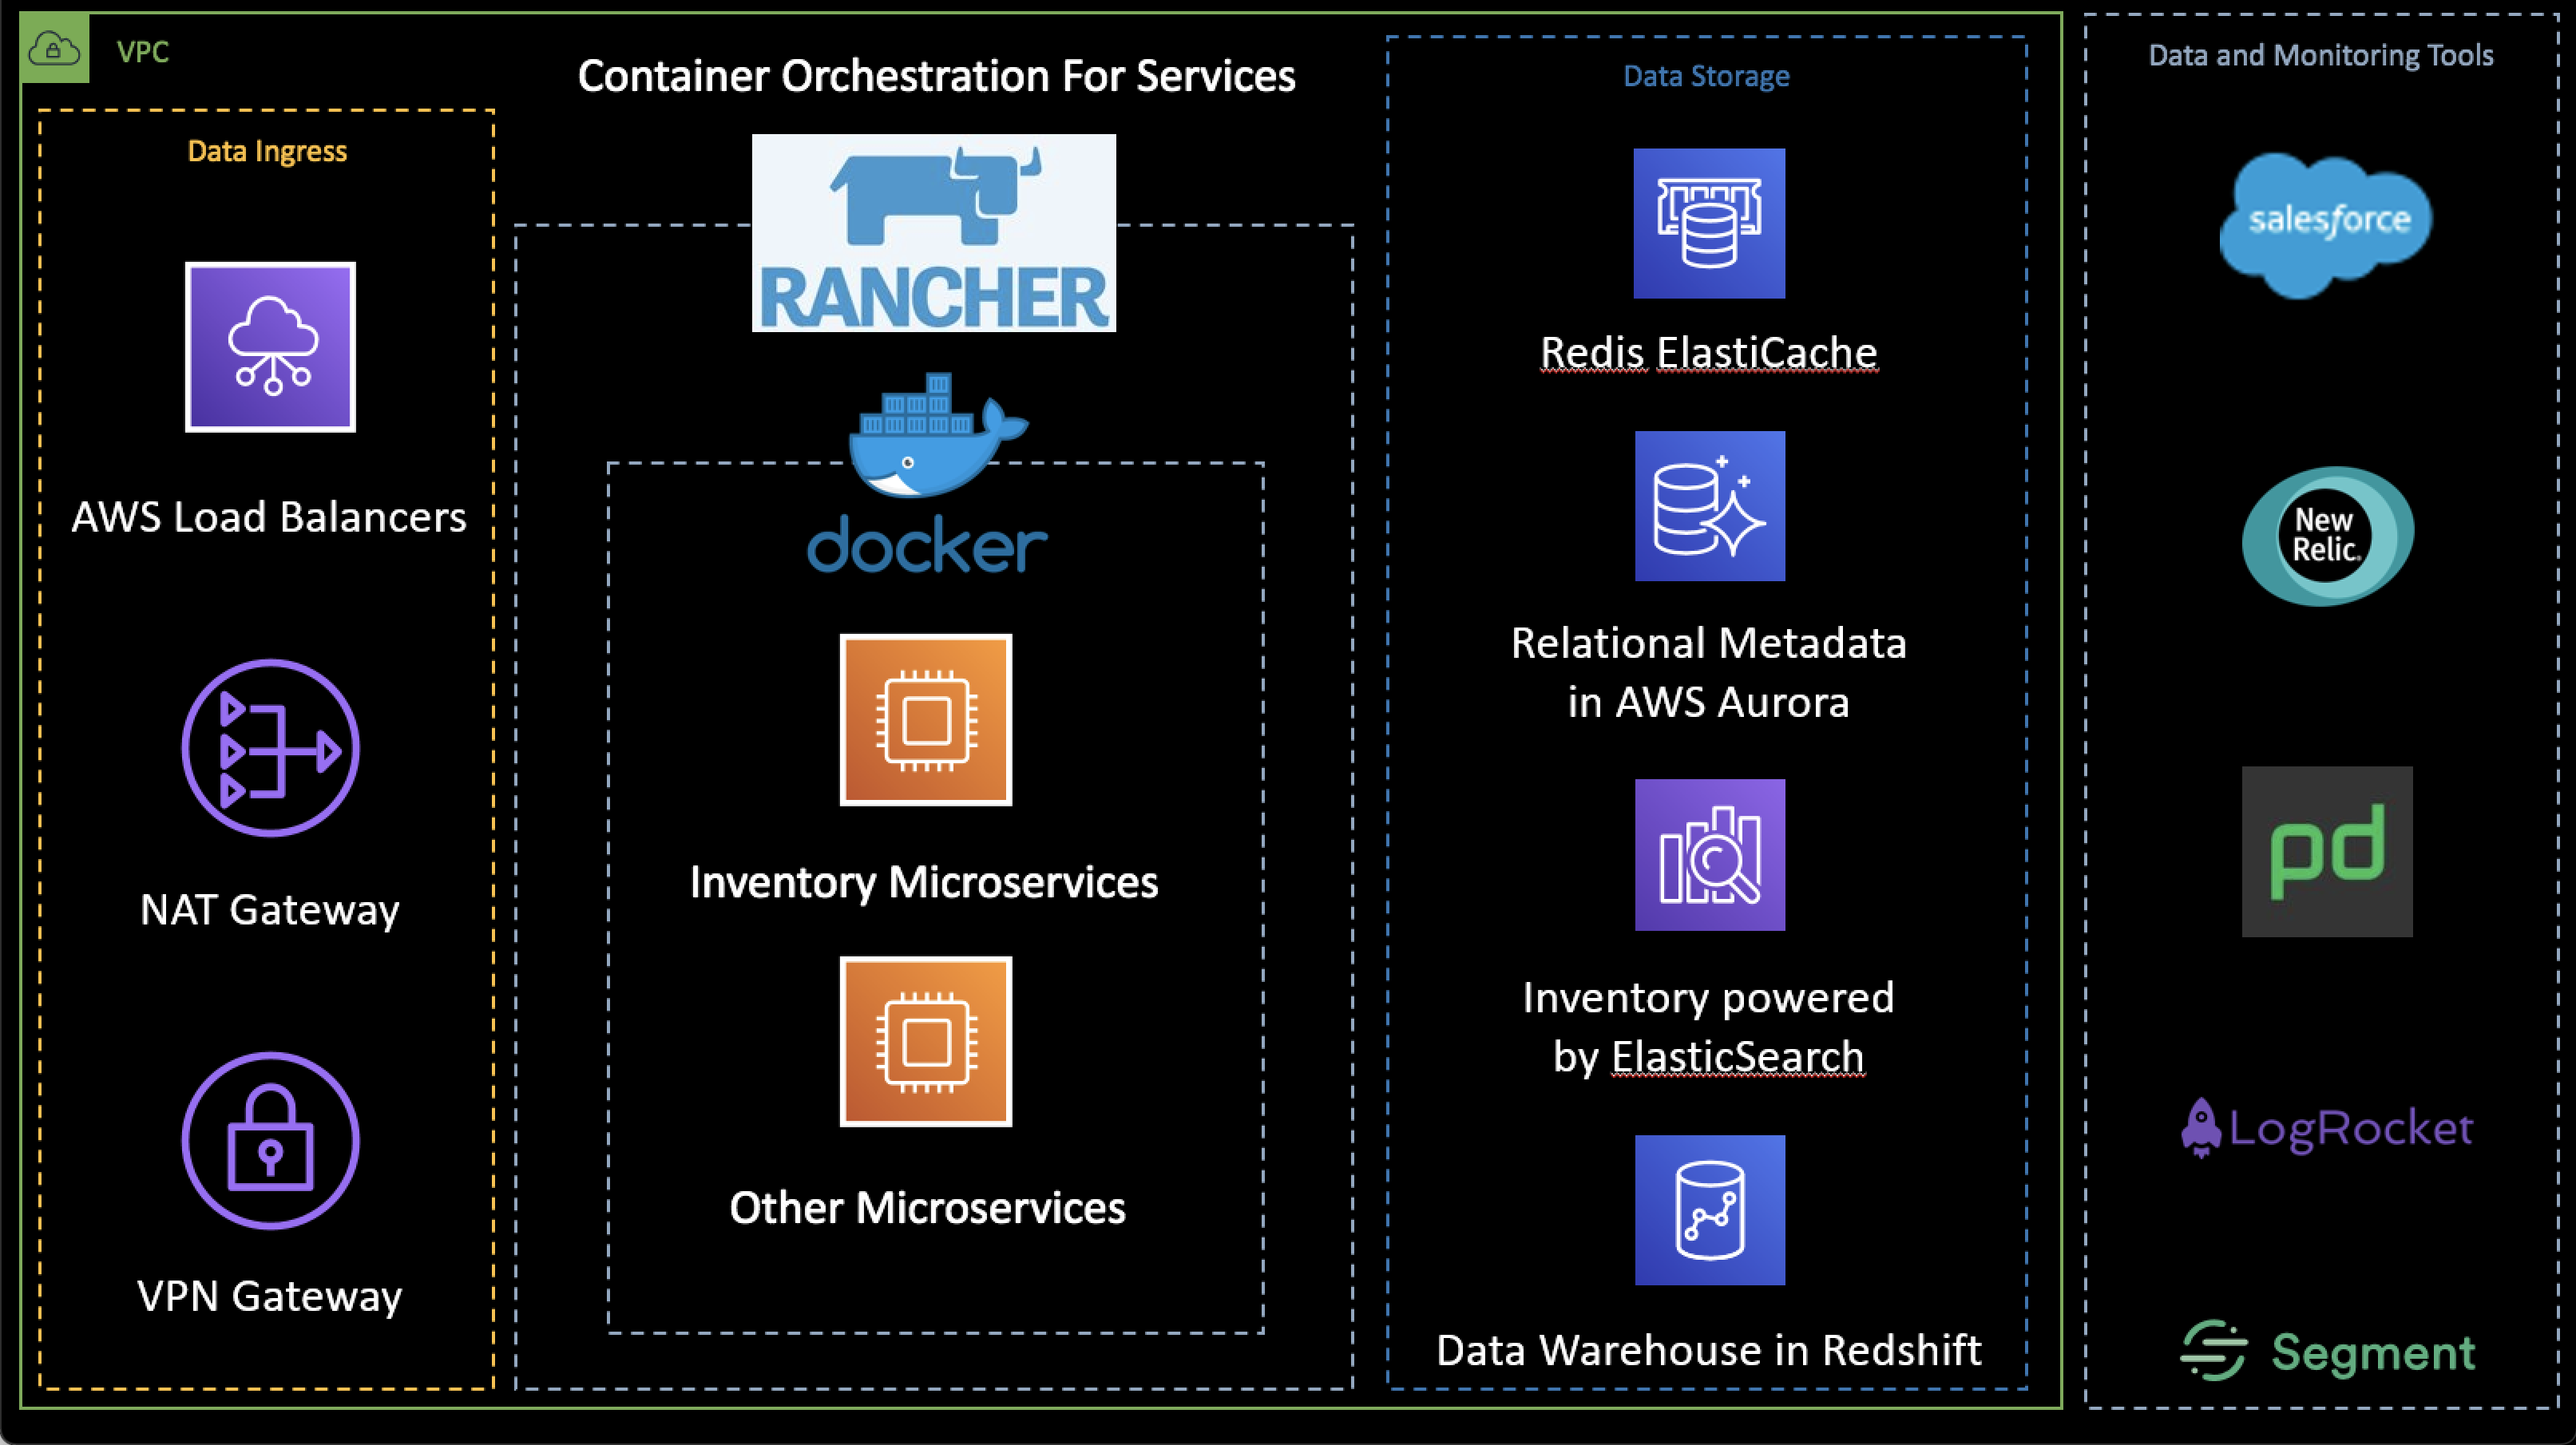 VPC
Data Ingress
AWS Load Balancers
NAT Gateway
VPN Gateway
Container Orchestration For Services
RANCHER
docker
Inventory Microservices
Other Microservices
Data Storage
Redis ElastiCache
Relational Metadata
in AWS Aurora
Inventory powered
by ElasticSearch
Data Warehouse in Redshift
Data and Monitoring Tools
salesforce
New
Relic.
pd
LogRocket
Segment